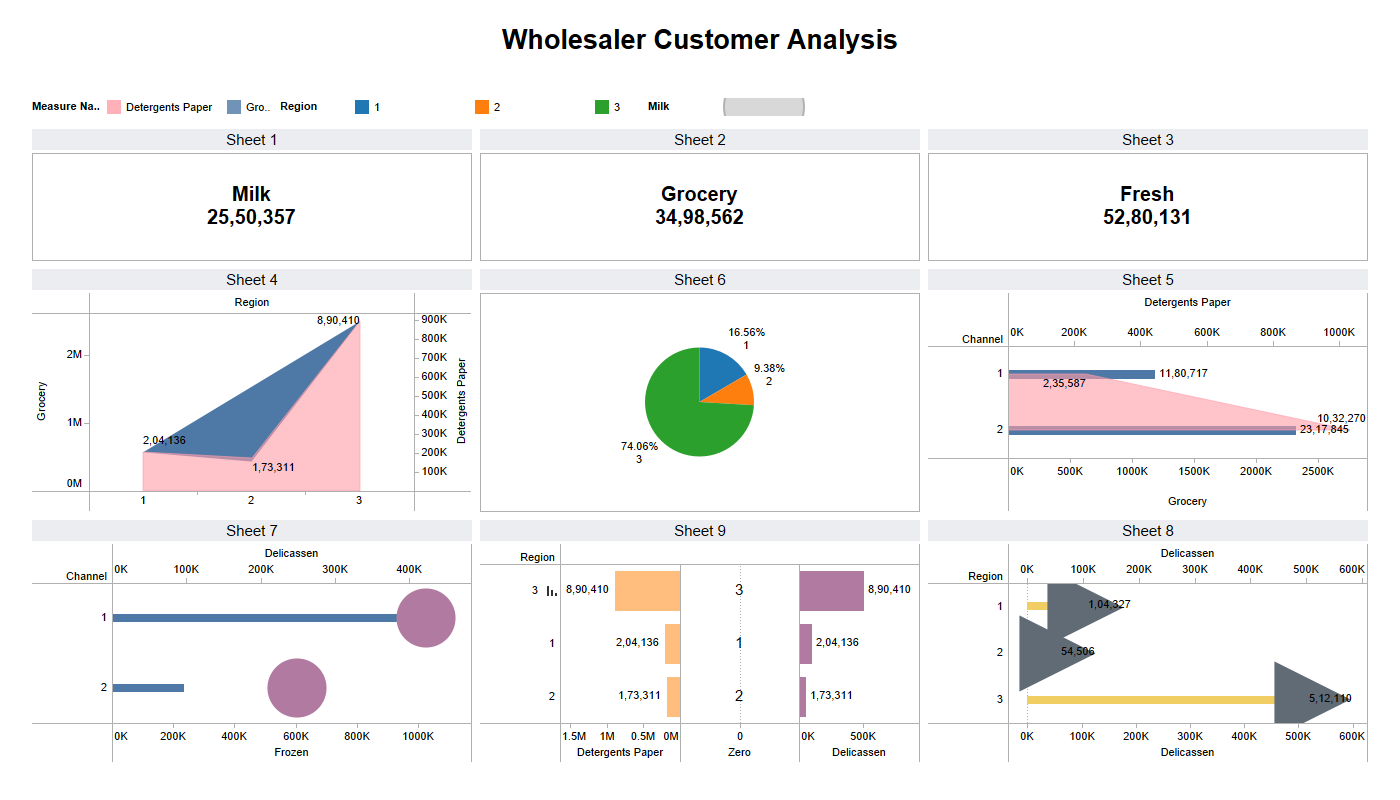 Wholesaler Customer Analysis
Measure Na.. Detergents Paper Gro.. Region 1 2 3 Milk
Sheet 1
Milk
25,50,357
Sheet 2
Grocery
34,98,562
Sheet 3
Fresh
52,80,131
Sheet 4
Region
Grocery
2M
1M
0M
8,90,410
2,04,136
1,73,311
900K
800K
700K
600K
500K
400K
300K
200K
100K
Detergents Paper
1 2 3
Sheet 6
16.56%
1
9.38%
2
74.06%
3
Sheet 5
Detergents Paper
Channel 0K 200K 400K 600K 800K 1000K
1 11,80,717
2,35,587
10,32,270
2 23,17,845
0K 500K 1000K 1500K 2000K 2500K
Grocery
Sheet 7
Delicassen
Channel 0K 100K 200K 300K 400K
1
2
0K 200K 400K 600K 800K 1000K
Frozen
Sheet 9
Region
3 8,90,410 3 8,90,410
1 2,04,136 1 2,04,136
2 1,73,311 2 1,73,311
1.5M 1M 0.5M 0M 0 0K 500K
Detergents Paper Zero Delicassen
Sheet 8
Delicassen
Region 0K 100K 200K 300K 400K 500K 600K
1 1,04,327
2 54,506
3 5,12,110
0K 100K 200K 300K 400K 500K 600K
Delicassen